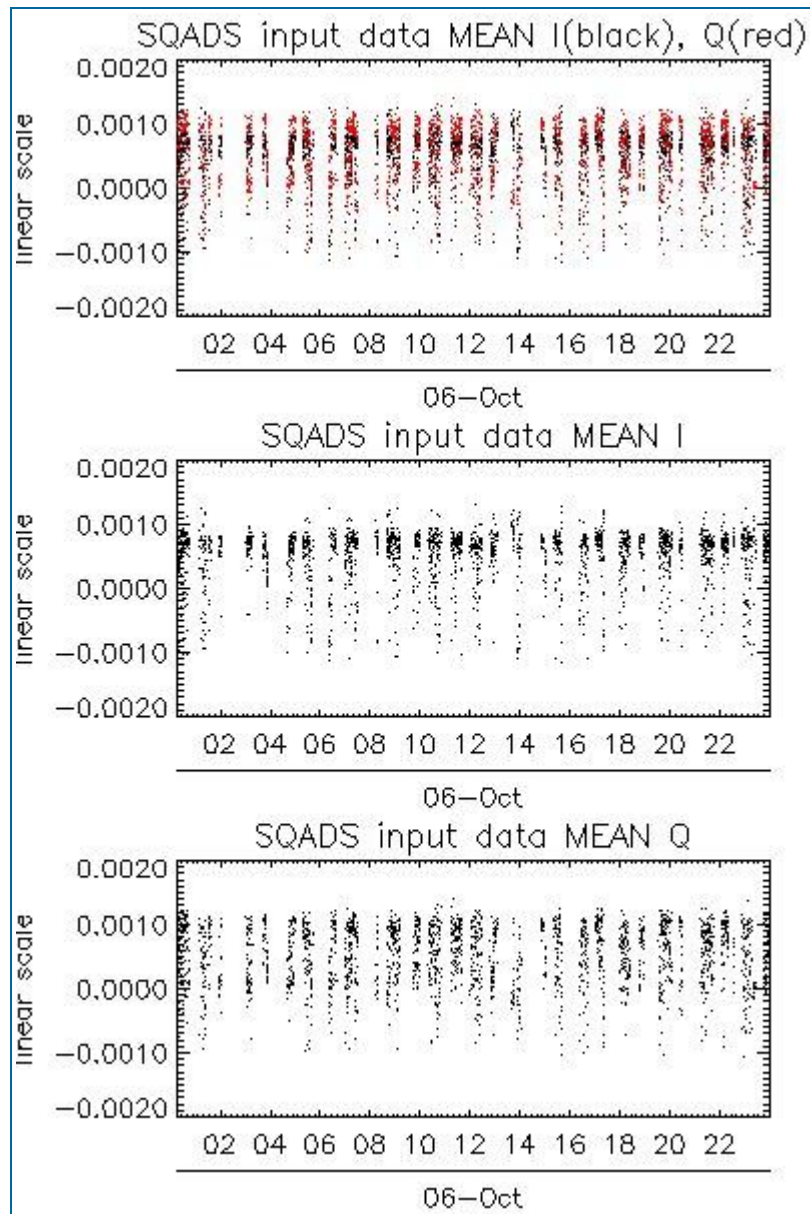 SQADS input data MEAN I(black), Q(red)
0.0020
0.0010
0.0000
-0.0010
-0.0020
linear scale
02 04 06 08 10 12 14 16 18 20 22
06-Oct
SQADS input data MEAN I
0.0020
0.0010
0.0000
-0.0010
-0.0020
linear scale
02 04 06 08 10 12 14 16 18 20 22
06-Oct
SQADS input data MEAN Q
0.0020
0.0010
0.0000
-0.0010
-0.0020
linear scale
02 04 06 08 10 12 14 16 18 20 22
06-Oct